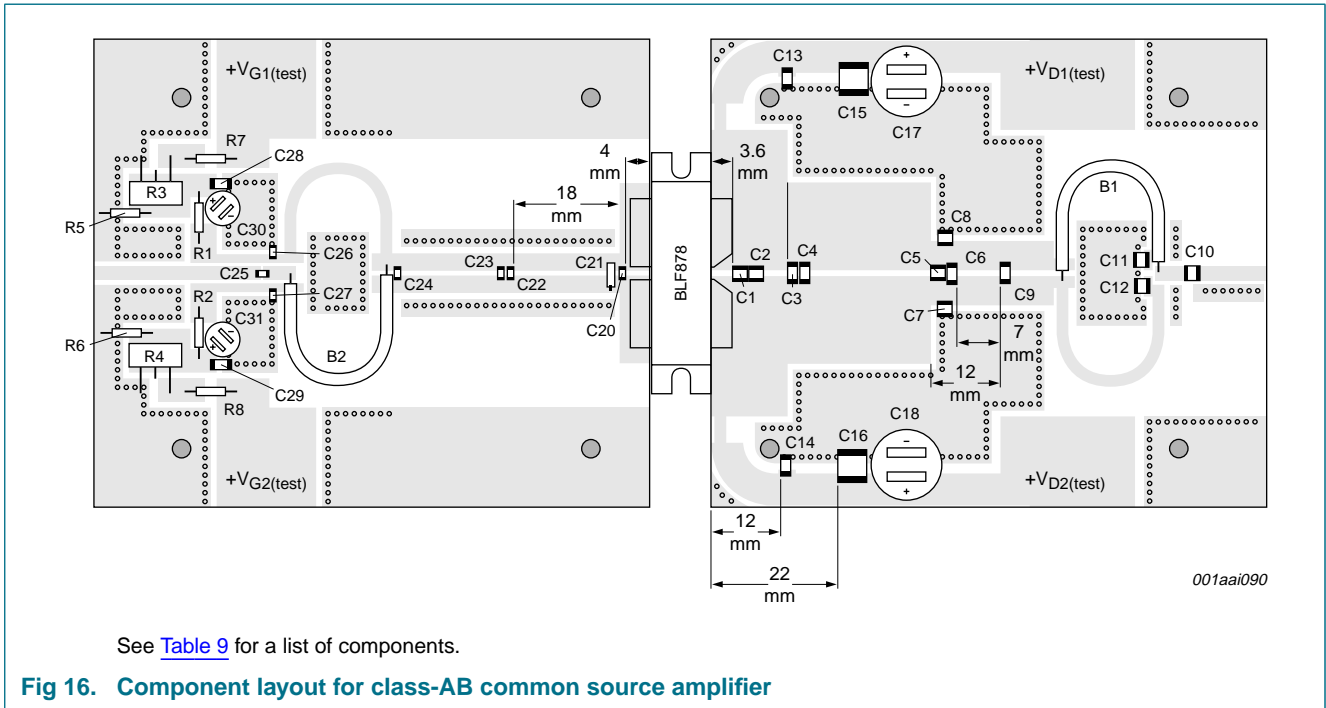 +VG1(test)
R7
C28
R3
R5
R1
C30
C26
C25
R2
C27
C31
R6
R4
C29
R8
B2
+VG2(test)
C24
C23
C22
18
mm
C21
C20
4
mm
BLF878
3.6
mm
C13
C15
C17
+VD1(test)
B1
C8
C1
C2
C3
C4
C5
C6
C7
C9
C11
C12
C10
7
mm
12
mm
C14
C16
C18
+VD2(test)
12
mm
22
mm
+
−
+
−
+
−
−
+
001aai090
See Table 9 for a list of components.
Fig 16. Component layout for class-AB common source amplifier